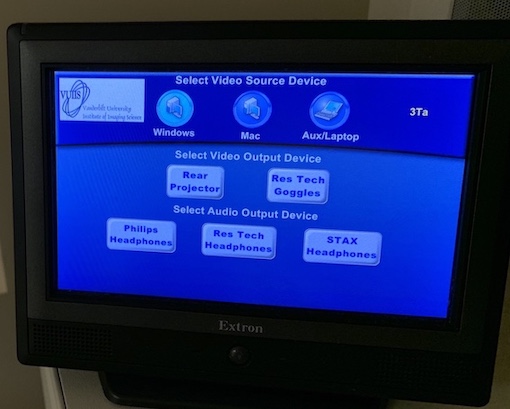 Select Video Source Device
VUIIS
Vanderbilt University
Institute of Imaging Science
3Ta
Windows
Mac
Aux/Laptop
Select Video Output Device
Rear
Projector
Res Tech
Goggles
Select Audio Output Device
Philips
Headphones
Res Tech
Headphones
STAX
Headphones
Extron